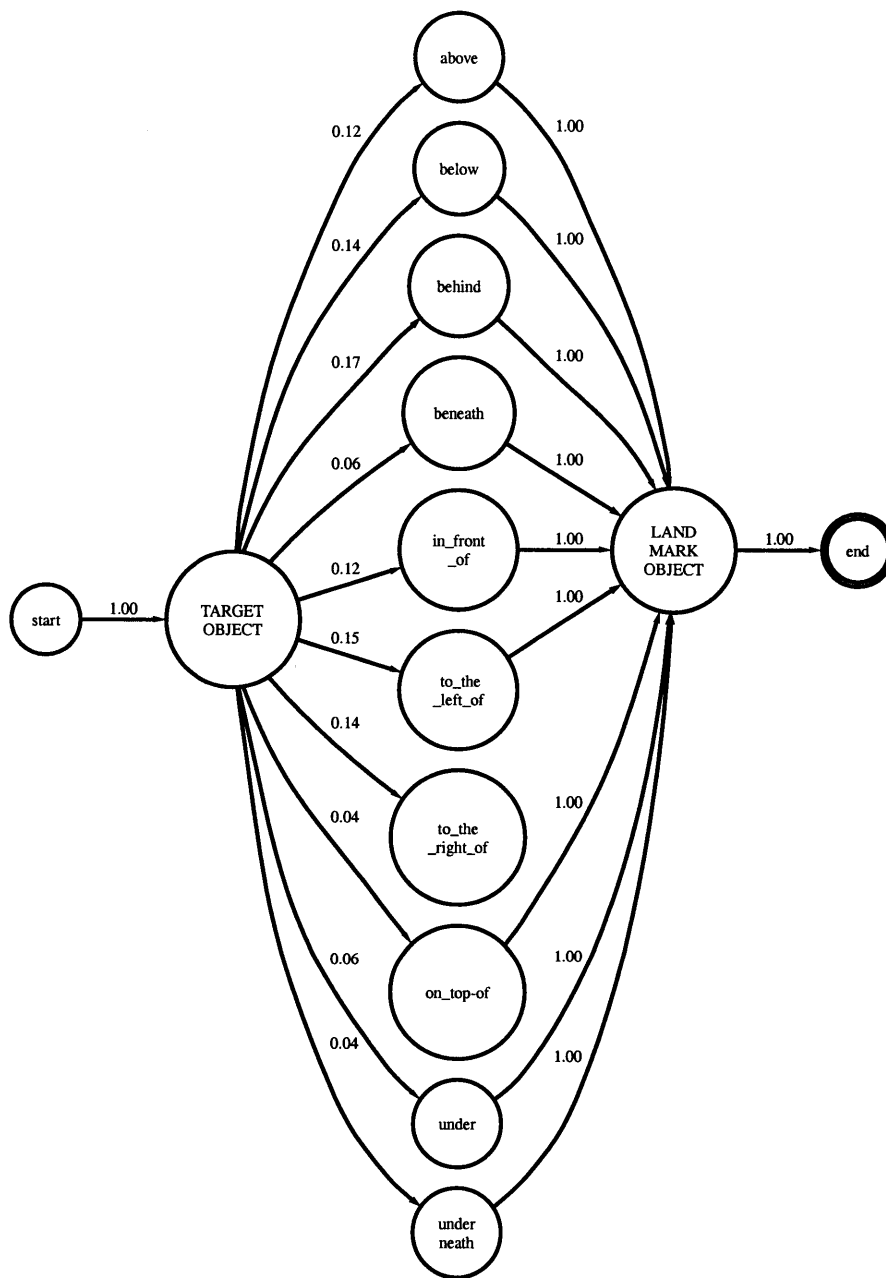 above
0.12
1.00
below
0.14
1.00
behind
0.17
1.00
beneath
0.06
1.00
in_front
_of
0.12
1.00
LAND
MARK
OBJECT
1.00
end
start
1.00
TARGET
OBJECT
0.15
1.00
to_the
_left_of
0.14
to_the
_right_of
0.04
1.00
on_top-of
0.06
1.00
under
0.04
1.00
under
neath